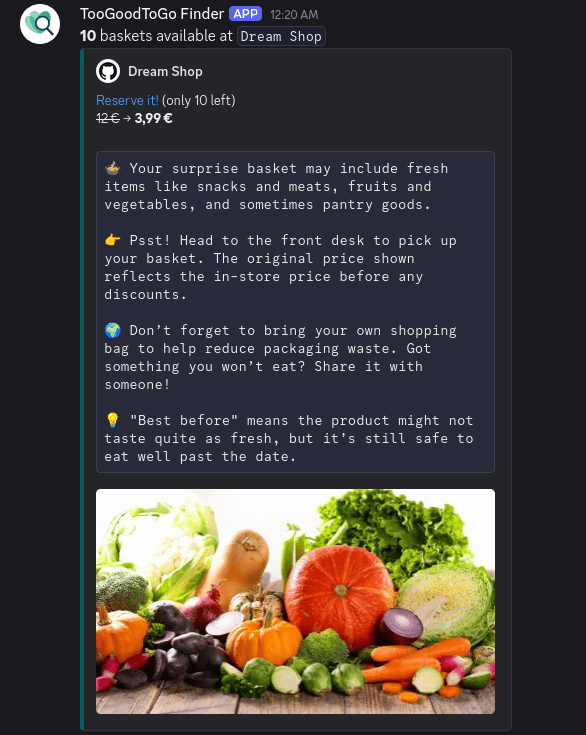 TooGoodToGo Finder APP 12:20 AM
10 baskets available at Dream Shop
Dream Shop
Reserve it! (only 10 left)
12 € → 3,99 €
🍲 Your surprise basket may include fresh
items like snacks and meats, fruits and
vegetables, and sometimes pantry goods.
👉 Psst! Head to the front desk to pick up
your basket. The original price shown
reflects the in-store price before any
discounts.
🌍 Don’t forget to bring your own shopping
bag to help reduce packaging waste. Got
something you won’t eat? Share it with
someone!
💡 "Best before" means the product might not
taste quite as fresh, but it’s still safe to
eat well past the date.